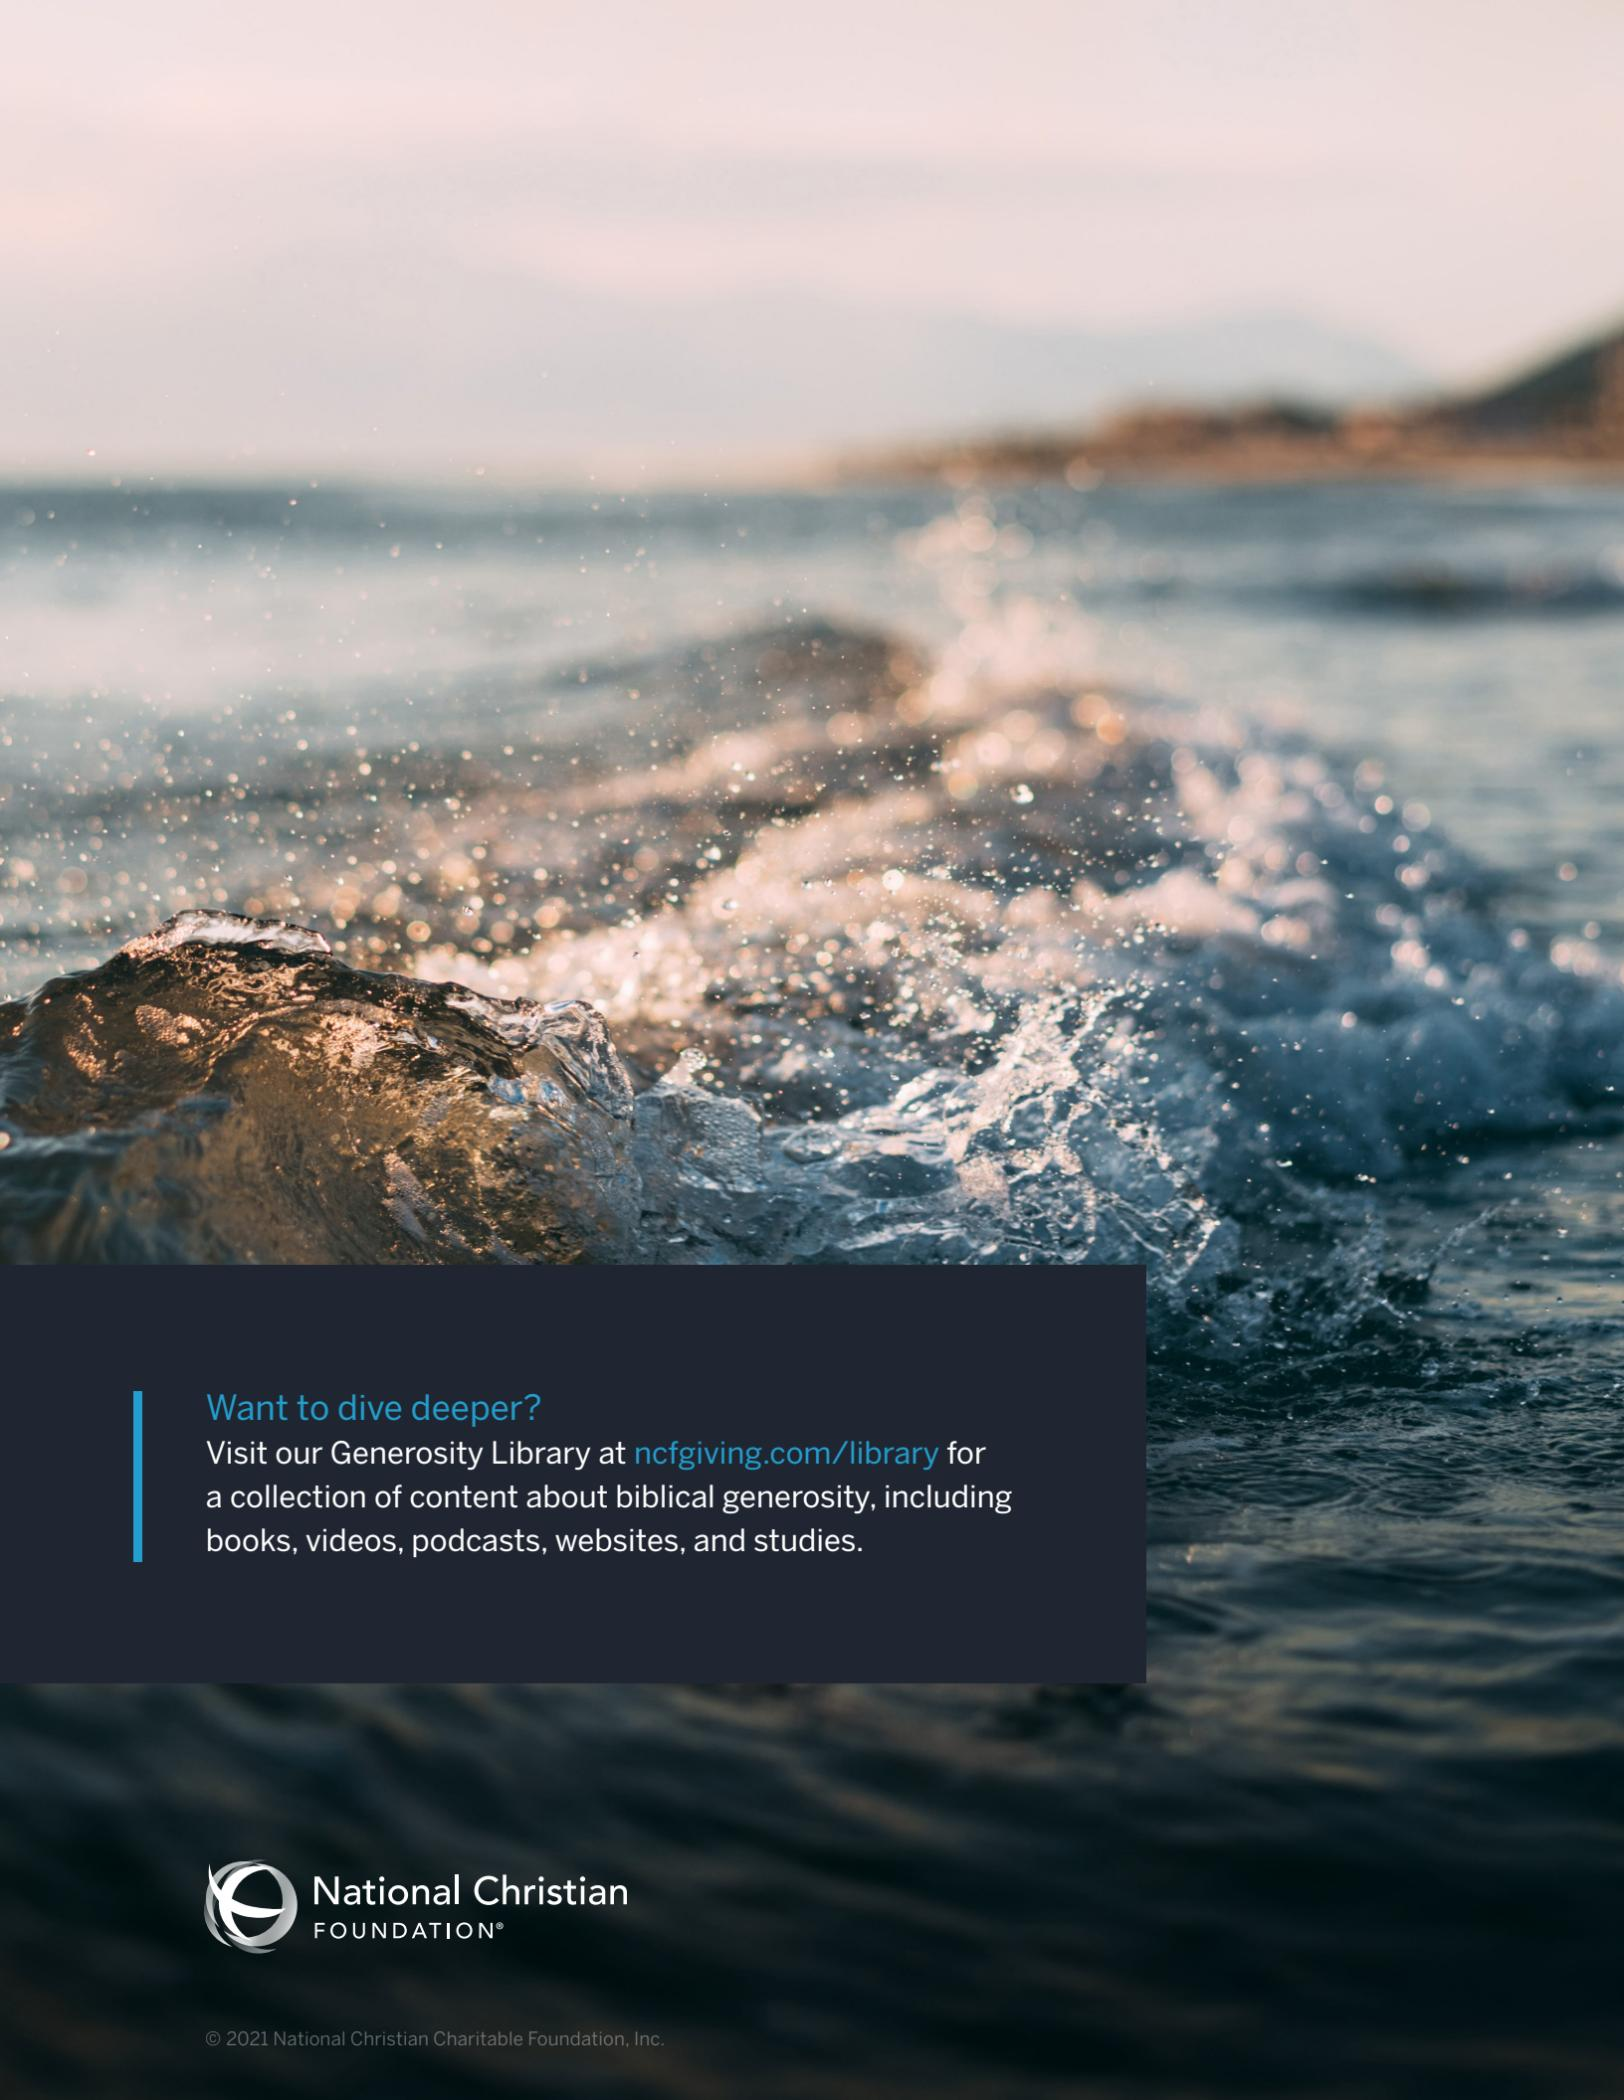 Want to dive deeper?
Visit our Generosity Library at ncfgiving.com/library for
a collection of content about biblical generosity, including
books, videos, podcasts, websites, and studies.
National Christian
FOUNDATION®
© 2021 National Christian Charitable Foundation, Inc.